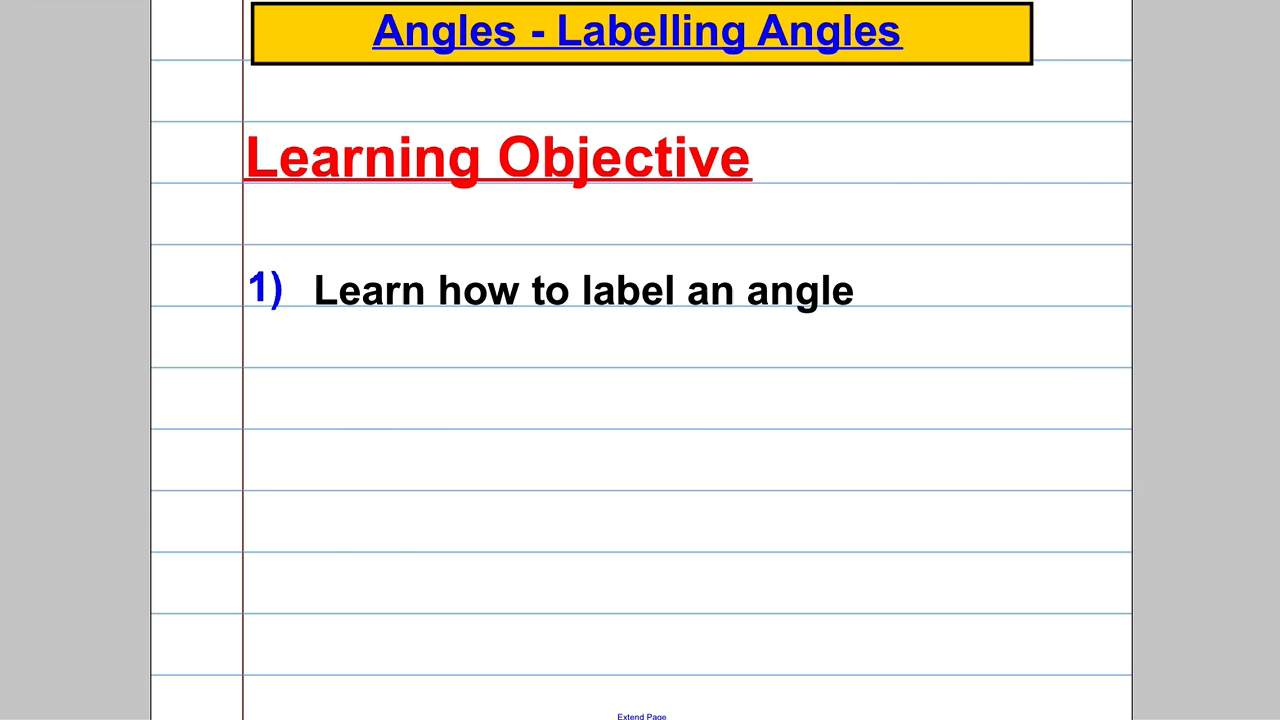 Angles - Labelling Angles
Learning Objective
1) Learn how to label an angle
Extend Page